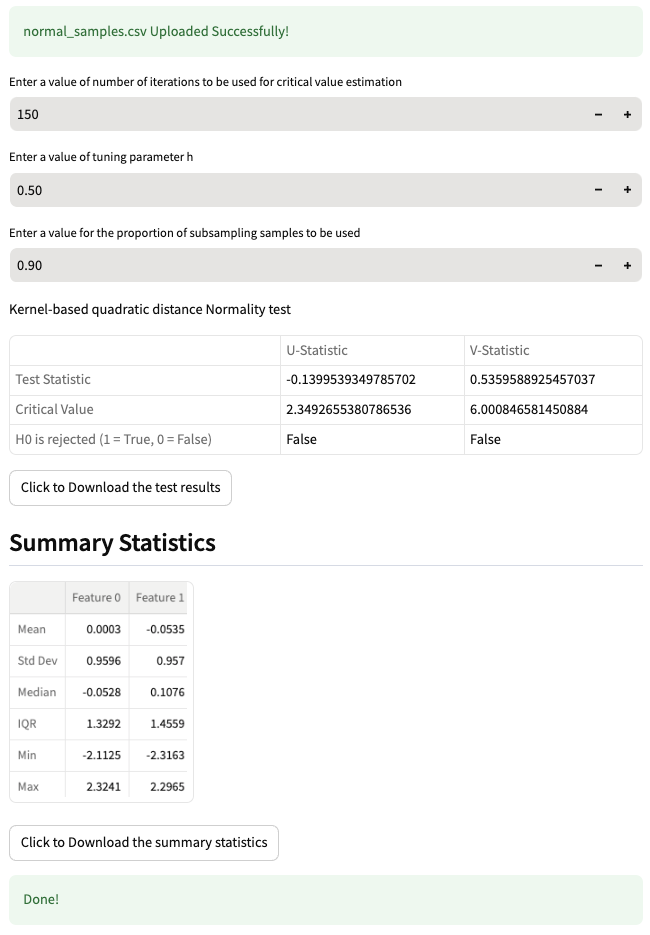 normal_samples.csv Uploaded Successfully!
Enter a value of number of iterations to be used for critical value estimation
150 − +
Enter a value of tuning parameter h
0.50 − +
Enter a value for the proportion of subsampling samples to be used
0.90 − +
Kernel-based quadratic distance Normality test
U-Statistic V-Statistic
Test Statistic -0.1399539349785702 0.5359588925457037
Critical Value 2.3492655380786536 6.000846581450884
H0 is rejected (1 = True, 0 = False) False False
Click to Download the test results
Summary Statistics
Feature 0 Feature 1
Mean 0.0003 -0.0535
Std Dev 0.9596 0.957
Median -0.0528 0.1076
IQR 1.3292 1.4559
Min -2.1125 -2.3163
Max 2.3241 2.2965
Click to Download the summary statistics
Done!